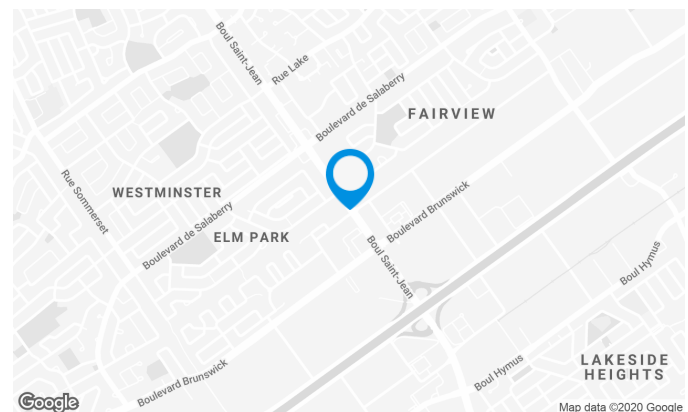 Boul Saint-Jean
Rue Lake
Boulevard de Salaberry
FAIRVIEW
Rue Sommerset
WESTMINSTER
Boulevard de Salaberry
ELM PARK
Boulevard Brunswick
Boul Saint-Jean
Boul Hymus
Boulevard Brunswick
Boul Hymus
LAKESIDE
HEIGHTS
Google
Map data ©2020 Google